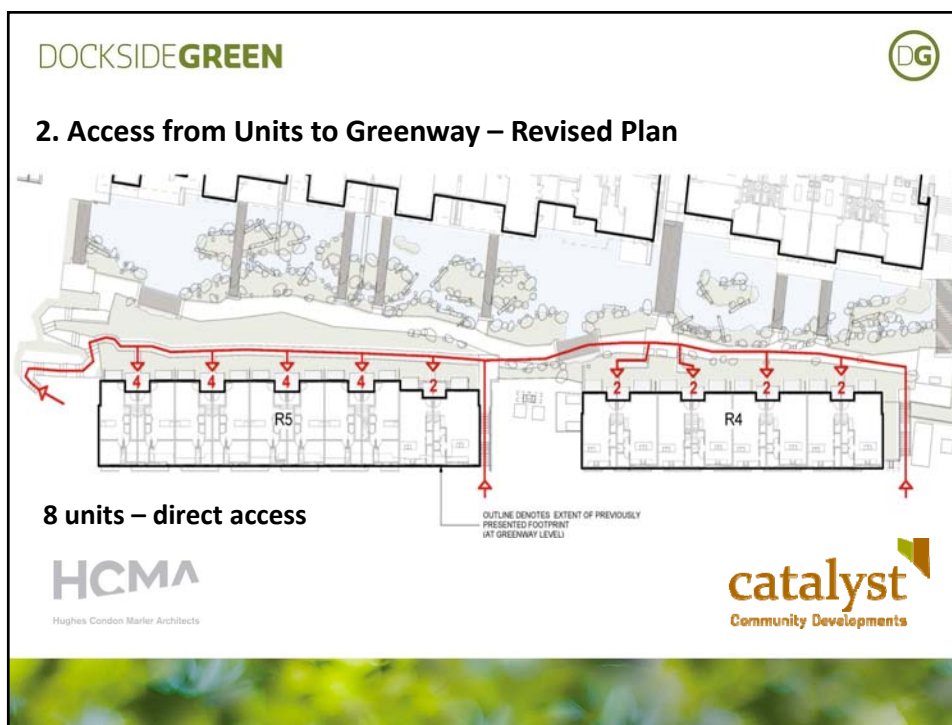 DOCKSIDEGREEN
DG
2. Access from Units to Greenway – Revised Plan
4 4 4 4 2 2 2 2 2
R5 R4
8 units – direct access
OUTLINE DENOTES EXTENT OF PREVIOUSLY
PRESENTED FOOTPRINT
(AT GREENWAY LEVEL)
HCMA
Hughes Condon Marler Architects
catalyst
Community Developments